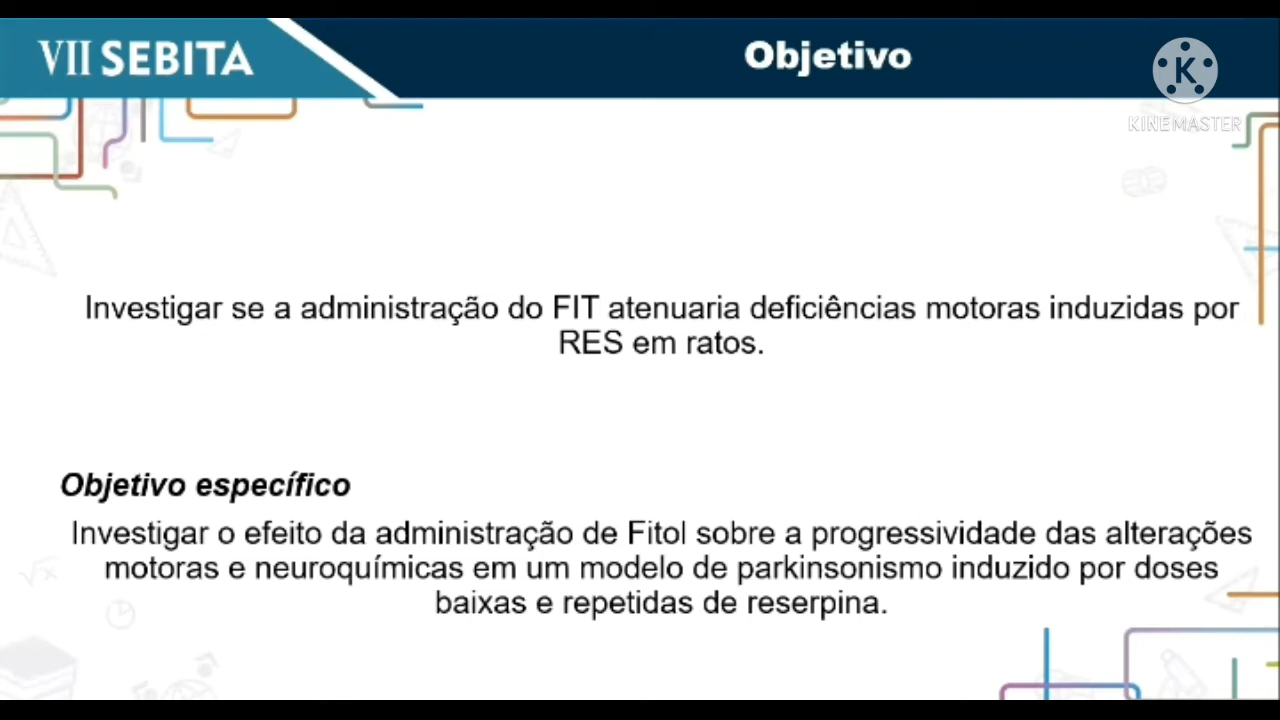 VII SEBITA
Objetivo
K
KINEMASTER
Investigar se a administração do FIT atenuaria deficiências motoras induzidas por
RES em ratos.
Objetivo específico
Investigar o efeito da administração de Fitol sobre a progressividade das alterações
motoras e neuroquímicas em um modelo de parkinsonismo induzido por doses
baixas e repetidas de reserpina.